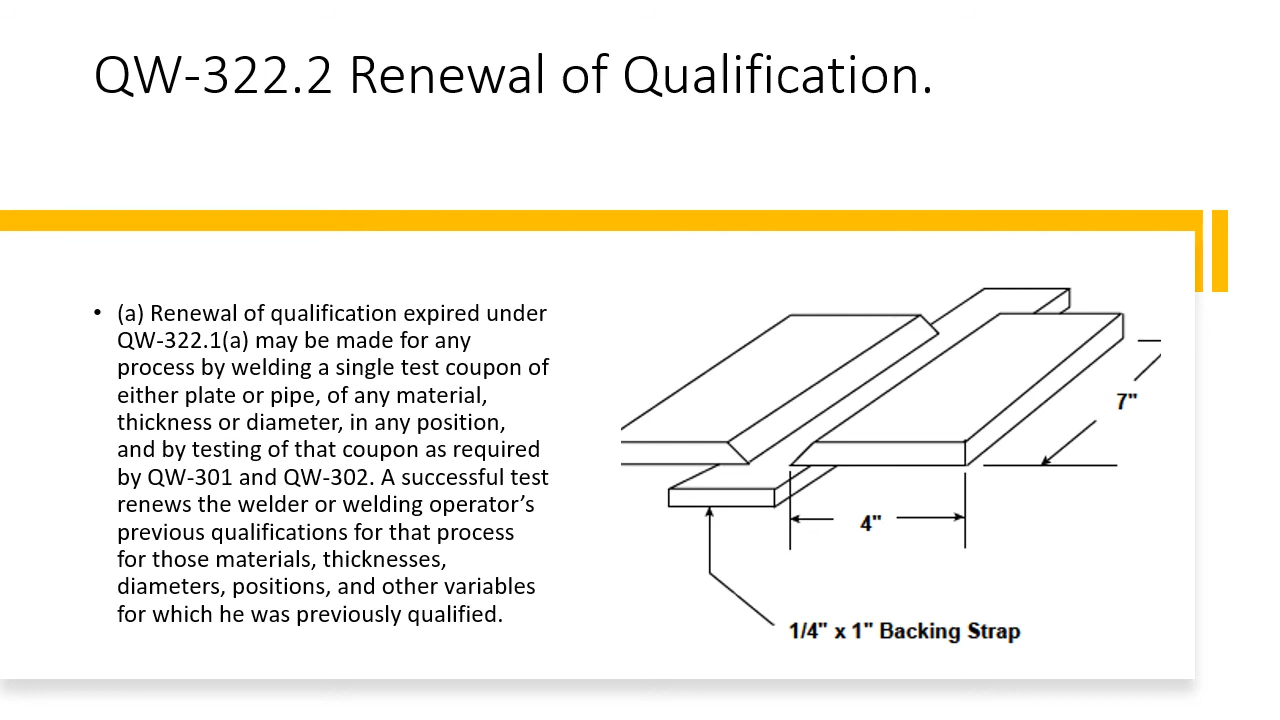 QW-322.2 Renewal of Qualification.
• (a) Renewal of qualification expired under
QW-322.1(a) may be made for any
process by welding a single test coupon of
either plate or pipe, of any material,
thickness or diameter, in any position,
and by testing of that coupon as required
by QW-301 and QW-302. A successful test
renews the welder or welding operator’s
previous qualifications for that process
for those materials, thicknesses,
diameters, positions, and other variables
for which he was previously qualified.
7"
4"
1/4" x 1" Backing Strap